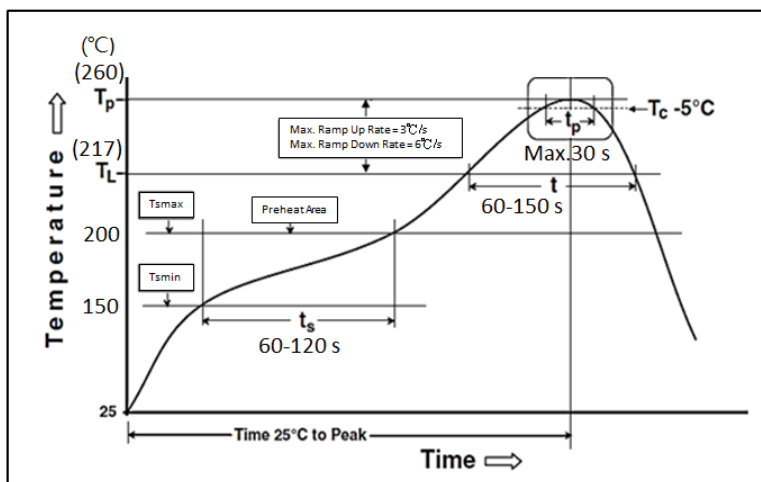 (℃)
(260)
Tp
Tc -5°C
tp
Max. Ramp Up Rate = 3℃/s
Max. Ramp Down Rate = 6℃/s
Max.30 s
(217)
TL
t
60-150 s
Tsmax
Preheat Area
200
Tsmin
150
ts
60-120 s
Temperature
25
Time 25°C to Peak
Time